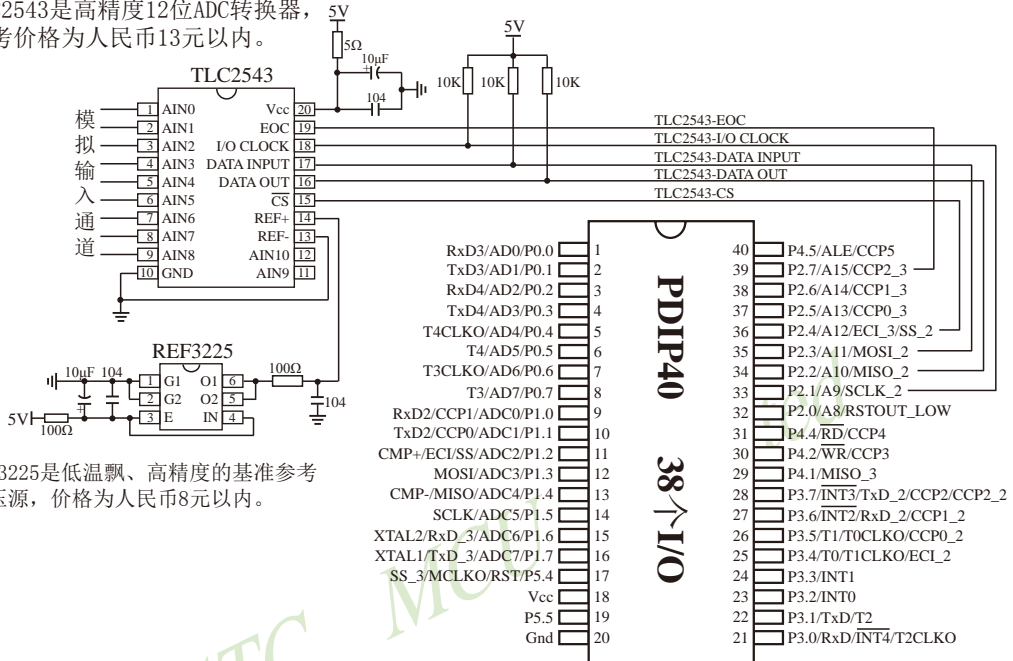 C2543是高精度12位ADC转换器，
考价格为人民币13元以内。
5V
5Ω
10μF
+
104
5V
10K
10K
10K
TLC2543
模拟输入通道
1 AIN0
2 AIN1
3 AIN2
4 AIN3
5 AIN4
6 AIN5
7 AIN6
8 AIN7
9 AIN8
10 GND
Vcc 20
EOC 19
I/O CLOCK 18
DATA INPUT 17
DATA OUT 16
CS 15
REF+ 14
REF- 13
AIN10 12
AIN9 11
TLC2543-EOC
TLC2543-I/O CLOCK
TLC2543-DATA INPUT
TLC2543-DATA OUT
TLC2543-CS
REF3225
10μF 104
+
5V
100Ω
1 G1
2 G2
3 E
O1 6
O2 5
IN 4
100Ω
104
3225是低温飘、高精度的基准参考
压源，价格为人民币8元以内。
PDIP40
38个I/O
RxD3/AD0/P0.0 1
TxD3/AD1/P0.1 2
RxD4/AD2/P0.2 3
TxD4/AD3/P0.3 4
T4CLKO/AD4/P0.4 5
T4/AD5/P0.5 6
T3CLKO/AD6/P0.6 7
T3/AD7/P0.7 8
RxD2/CCP1/ADC0/P1.0 9
TxD2/CCP0/ADC1/P1.1 10
CMP+/ECI/SS/ADC2/P1.2 11
MOSI/ADC3/P1.3 12
CMP-/MISO/ADC4/P1.4 13
SCLK/ADC5/P1.5 14
XTAL2/RxD_3/ADC6/P1.6 15
XTAL1/TxD_3/ADC7/P1.7 16
SS_3/MCLKO/RST/P5.4 17
Vcc 18
P5.5 19
Gnd 20
40 P4.5/ALE/CCP5
39 P2.7/A15/CCP2_3
38 P2.6/A14/CCP1_3
37 P2.5/A13/CCP0_3
36 P2.4/A12/ECI_3/SS_2
35 P2.3/A11/MOSI_2
34 P2.2/A10/MISO_2
33 P2.1/A9/SCLK_2
32 P2.0/A8/RSTOUT_LOW
31 P4.4/RD/CCP4
30 P4.2/WR/CCP3
29 P4.1/MISO_3
28 P3.7/INT3/TxD_2/CCP2/CCP2_2
27 P3.6/INT2/RxD_2/CCP1_2
26 P3.5/T1/T0CLKO/CCP0_2
25 P3.4/T0/T1CLKO/ECI_2
24 P3.3/INT1
23 P3.2/INT0
22 P3.1/TxD/T2
21 P3.0/RxD/INT4/T2CLKO
MCU